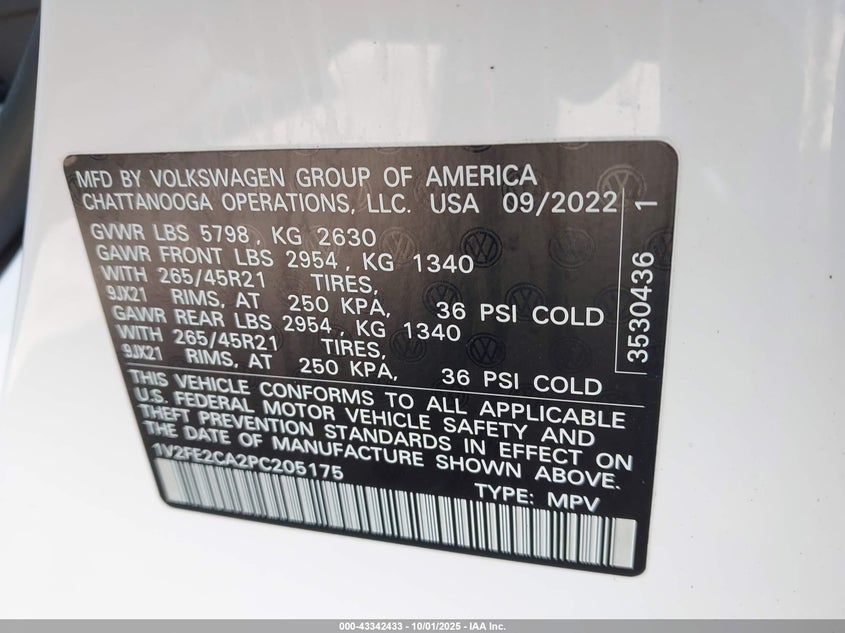 MFD BY VOLKSWAGEN GROUP OF AMERICA
CHATTANOOGA OPERATIONS, LLC. USA 09/2022
GVWR LBS 5798, KG 2630
GAWR FRONT LBS 2954, KG 1340
WITH 265/45R21 TIRES,
9JX21 RIMS, AT 250 KPA, 36 PSI COLD
GAWR REAR LBS 2954, KG 1340
WITH 265/45R21 TIRES,
9JX21 RIMS, AT 250 KPA, 36 PSI COLD
THIS VEHICLE CONFORMS TO ALL APPLICABLE
U.S. FEDERAL MOTOR VEHICLE SAFETY AND
THEFT PREVENTION STANDARDS IN EFFECT ON
THE DATE OF MANUFACTURE SHOWN ABOVE.
1V2FE2CA2PC205175
TYPE: MPV
3530436 1
000-43342433 - 10/01/2025 - IAA Inc.